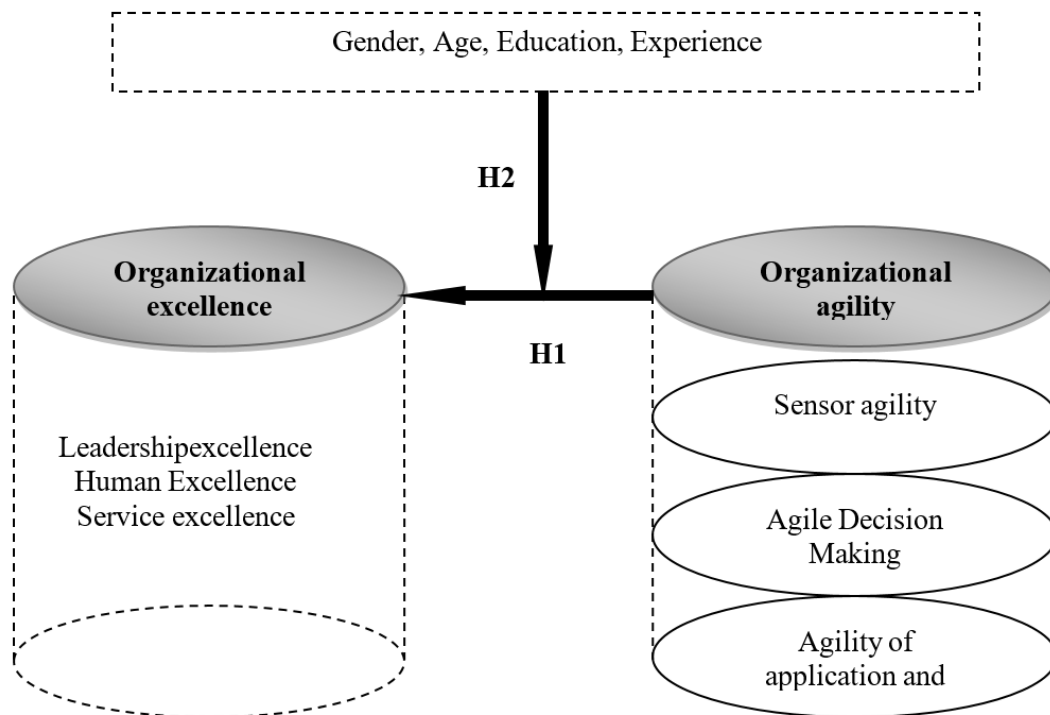 Gender, Age, Education, Experience
H2
Organizational
excellence
Organizational
agility
H1
Leadershipexcellence
Human Excellence
Service excellence
Sensor agility
Agile Decision
Making
Agility of
application and